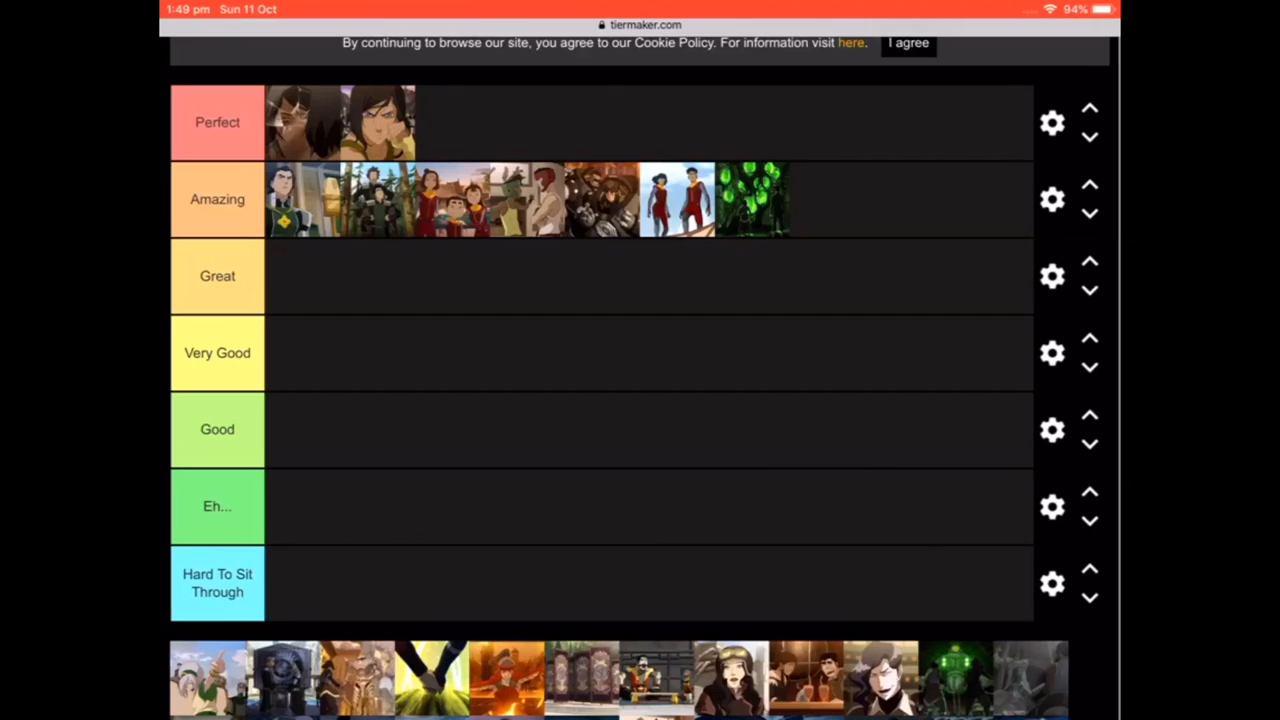 1:49 pm Sun 11 Oct
94%
tiermaker.com
By continuing to browse our site, you agree to our Cookie Policy. For information visit here. I agree
Perfect
Amazing
Great
Very Good
Good
Eh...
Hard To Sit
Through